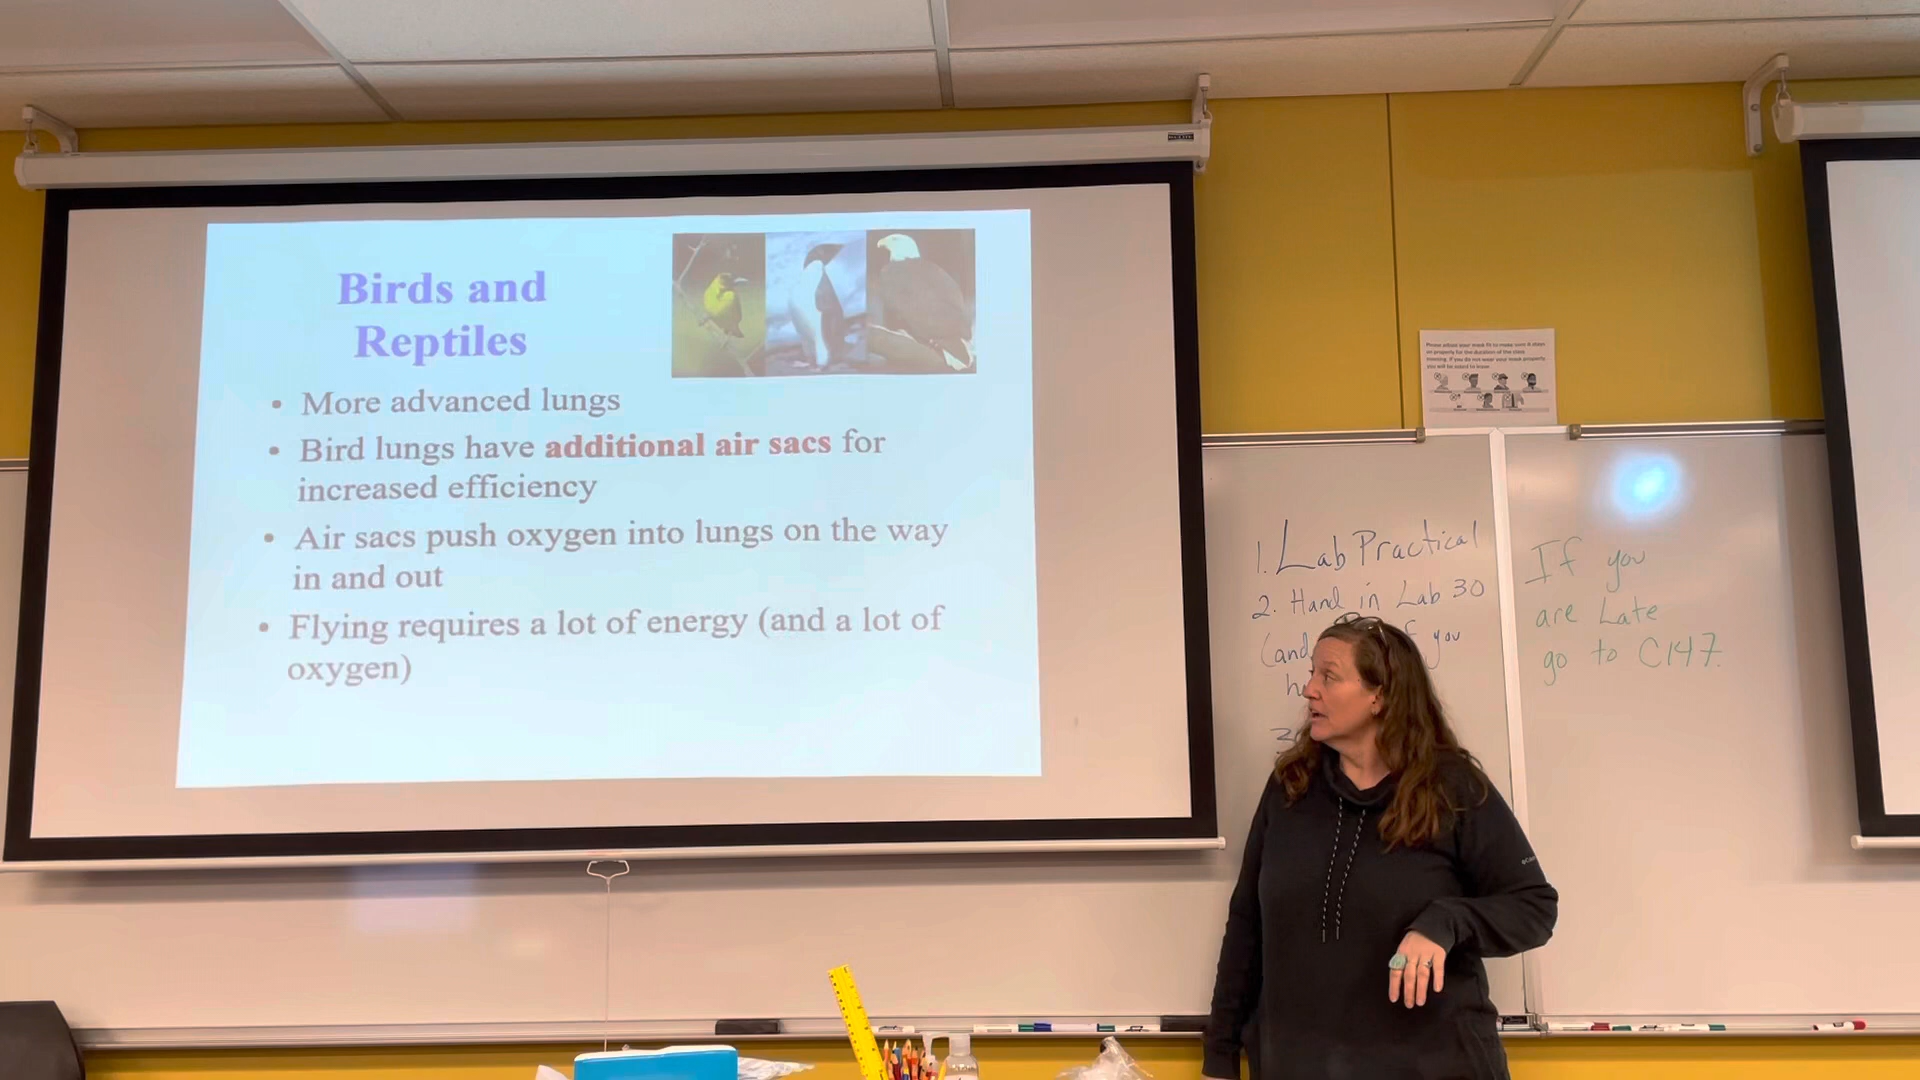 Birds and
Reptiles
• More advanced lungs
• Bird lungs have additional air sacs for
increased efficiency
• Air sacs push oxygen into lungs on the way
in and out
• Flying requires a lot of energy (and a lot of
oxygen)
1. Lab Practical
2. Hand in Lab 30
(and you
If you
are Late
go to C147.